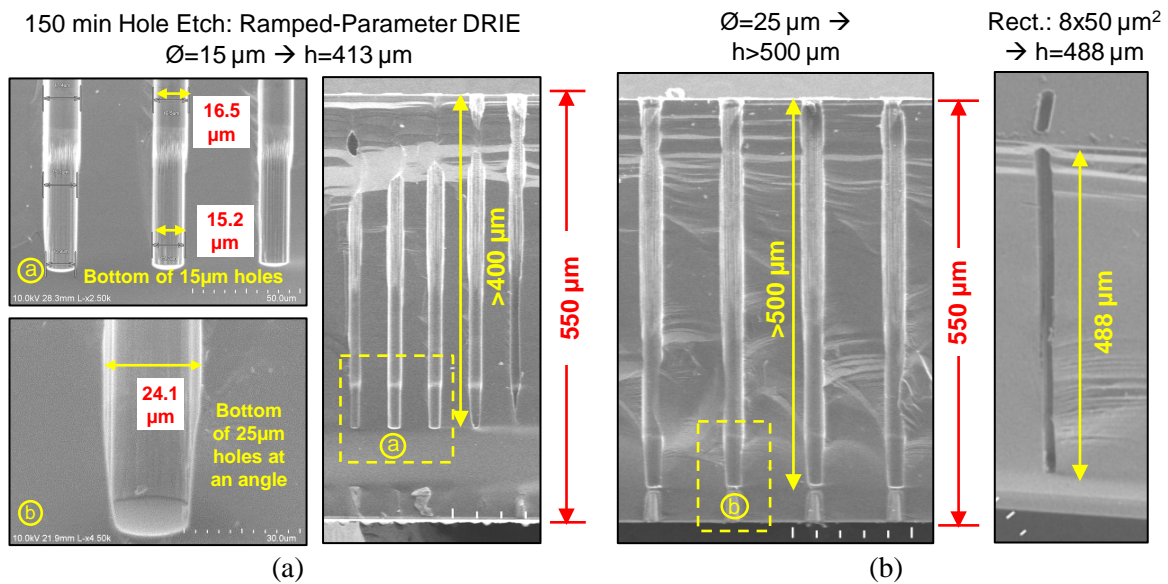 150 min Hole Etch: Ramped-Parameter DRIE
Ø=15 µm → h=413 µm
Ø=25 µm →
h>500 µm
Rect.: 8x50 µm²
→ h=488 µm
16.5
µm
15.2
µm
a
Bottom of 15µm holes
10.0kV 28.3mm L-x2.50k
50.0um
24.1
µm
Bottom
of 25µm
holes at
an angle
b
10.0kV 21.9mm L-x4.50k
30.0um
>400 µm
a
550 µm
>500 µm
b
550 µm
488 µm
(a)
(b)